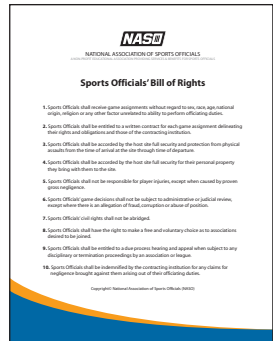 NASO
NATIONAL ASSOCIATION OF SPORTS OFFICIALS
Sports Officials' Bill of Rights
1. Sports Officials shall receive game assignments without regard to sex, race, age, national
origin, religion or any other factor unrelated to ability to perform officiating duties.
2. Sports Officials shall be entitled to a written contract for each game assignment delineating
their rights and obligations and those of the contracting institution.
3. Sports Officials shall be accorded by the host site full security and protection from physical
assaults from the time of arrival at the site through time of departure.
4. Sports Officials shall be accorded by the host site full security for their personal property
they bring with them to the site.
5. Sports Officials shall not be responsible for player injuries, except when caused by proven
gross negligence.
6. Sports Officials' game decisions shall not be subject to administrative or judicial review,
except where there is an allegation of fraud, corruption or abuse of position.
7. Sports Officials' civil rights shall not be abridged.
8. Sports Officials shall have the right to make a free and voluntary choice as to associations
desired to be joined.
9. Sports Officials shall be entitled to a due process hearing and appeal when subject to any
disciplinary or termination proceedings by an association or league.
10. Sports Officials shall be indemnified by the contracting institution for any claims for
negligence brought against them arising out of their officiating duties.
Copyright© National Association of Sports Officials (NASO)